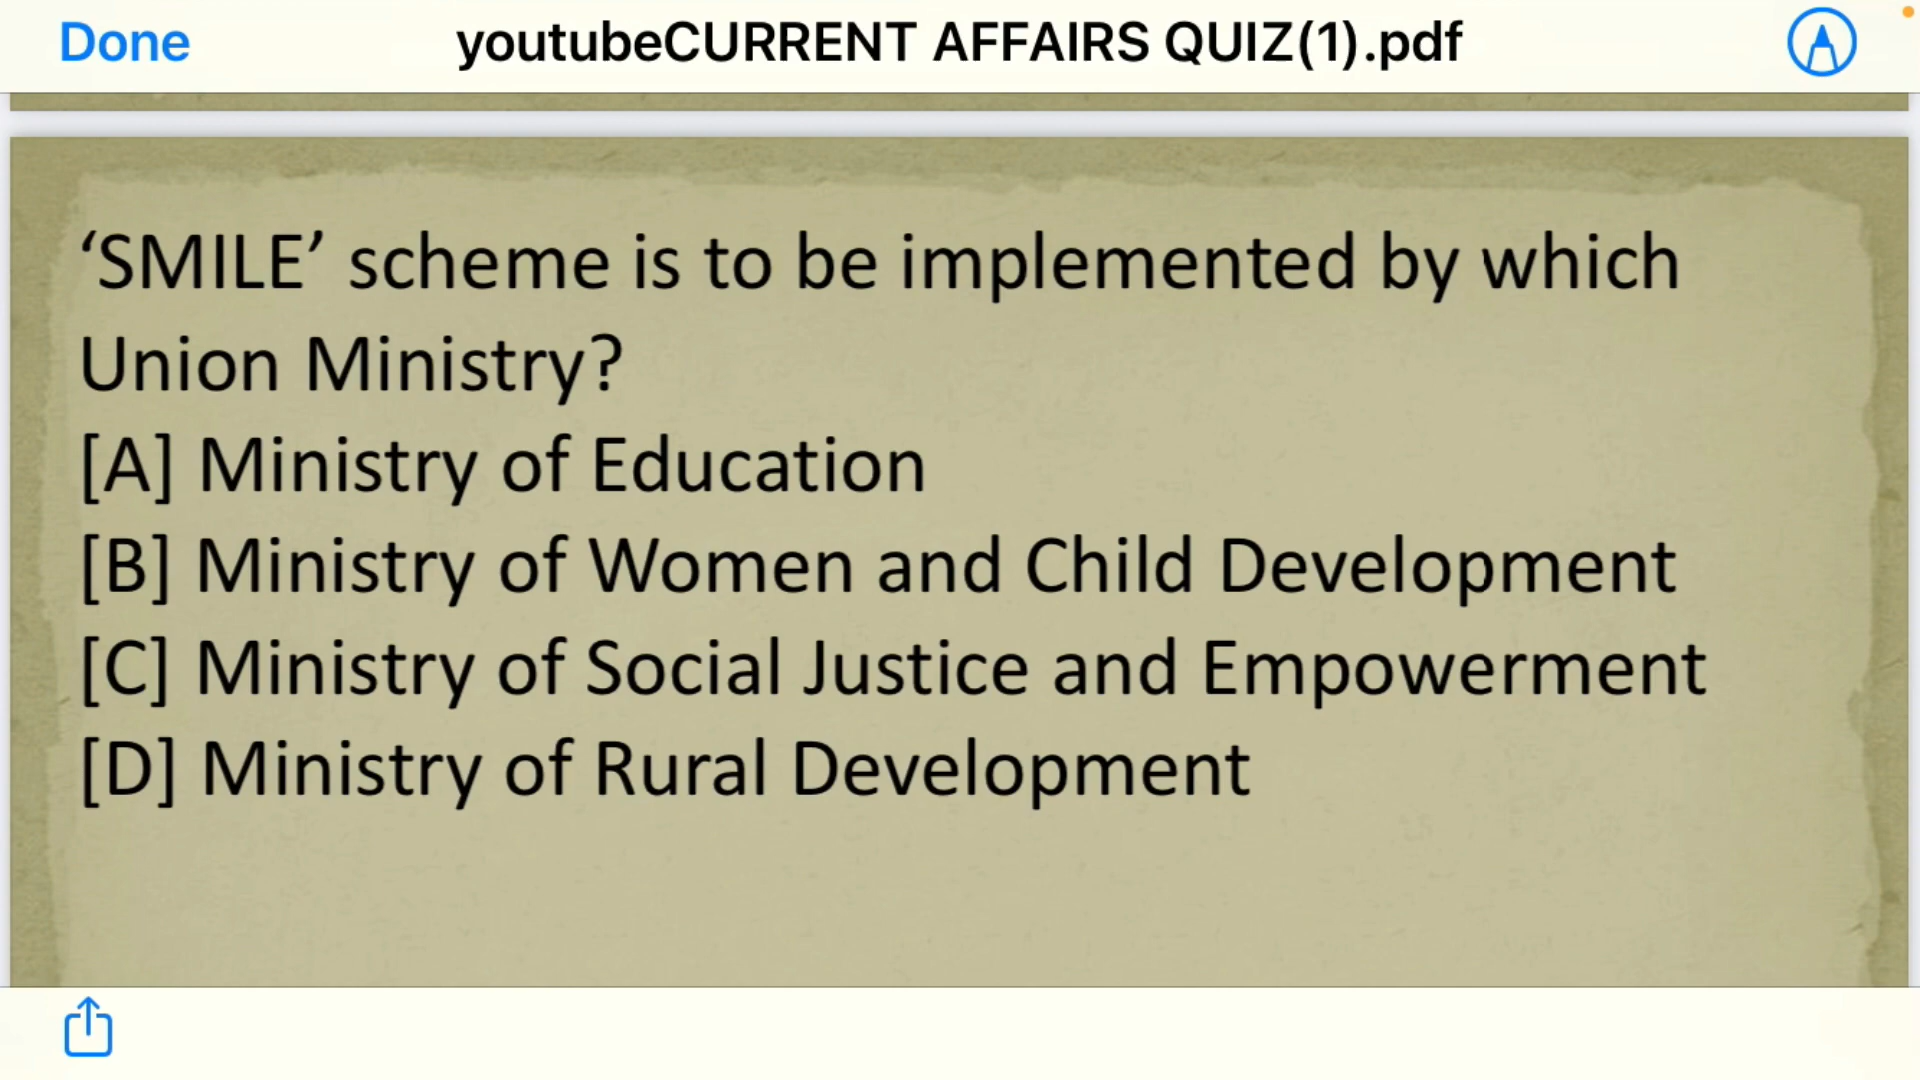 Done
youtubeCURRENT AFFAIRS QUIZ(1).pdf
‘SMILE’ scheme is to be implemented by which
Union Ministry?
[A] Ministry of Education
[B] Ministry of Women and Child Development
[C] Ministry of Social Justice and Empowerment
[D] Ministry of Rural Development